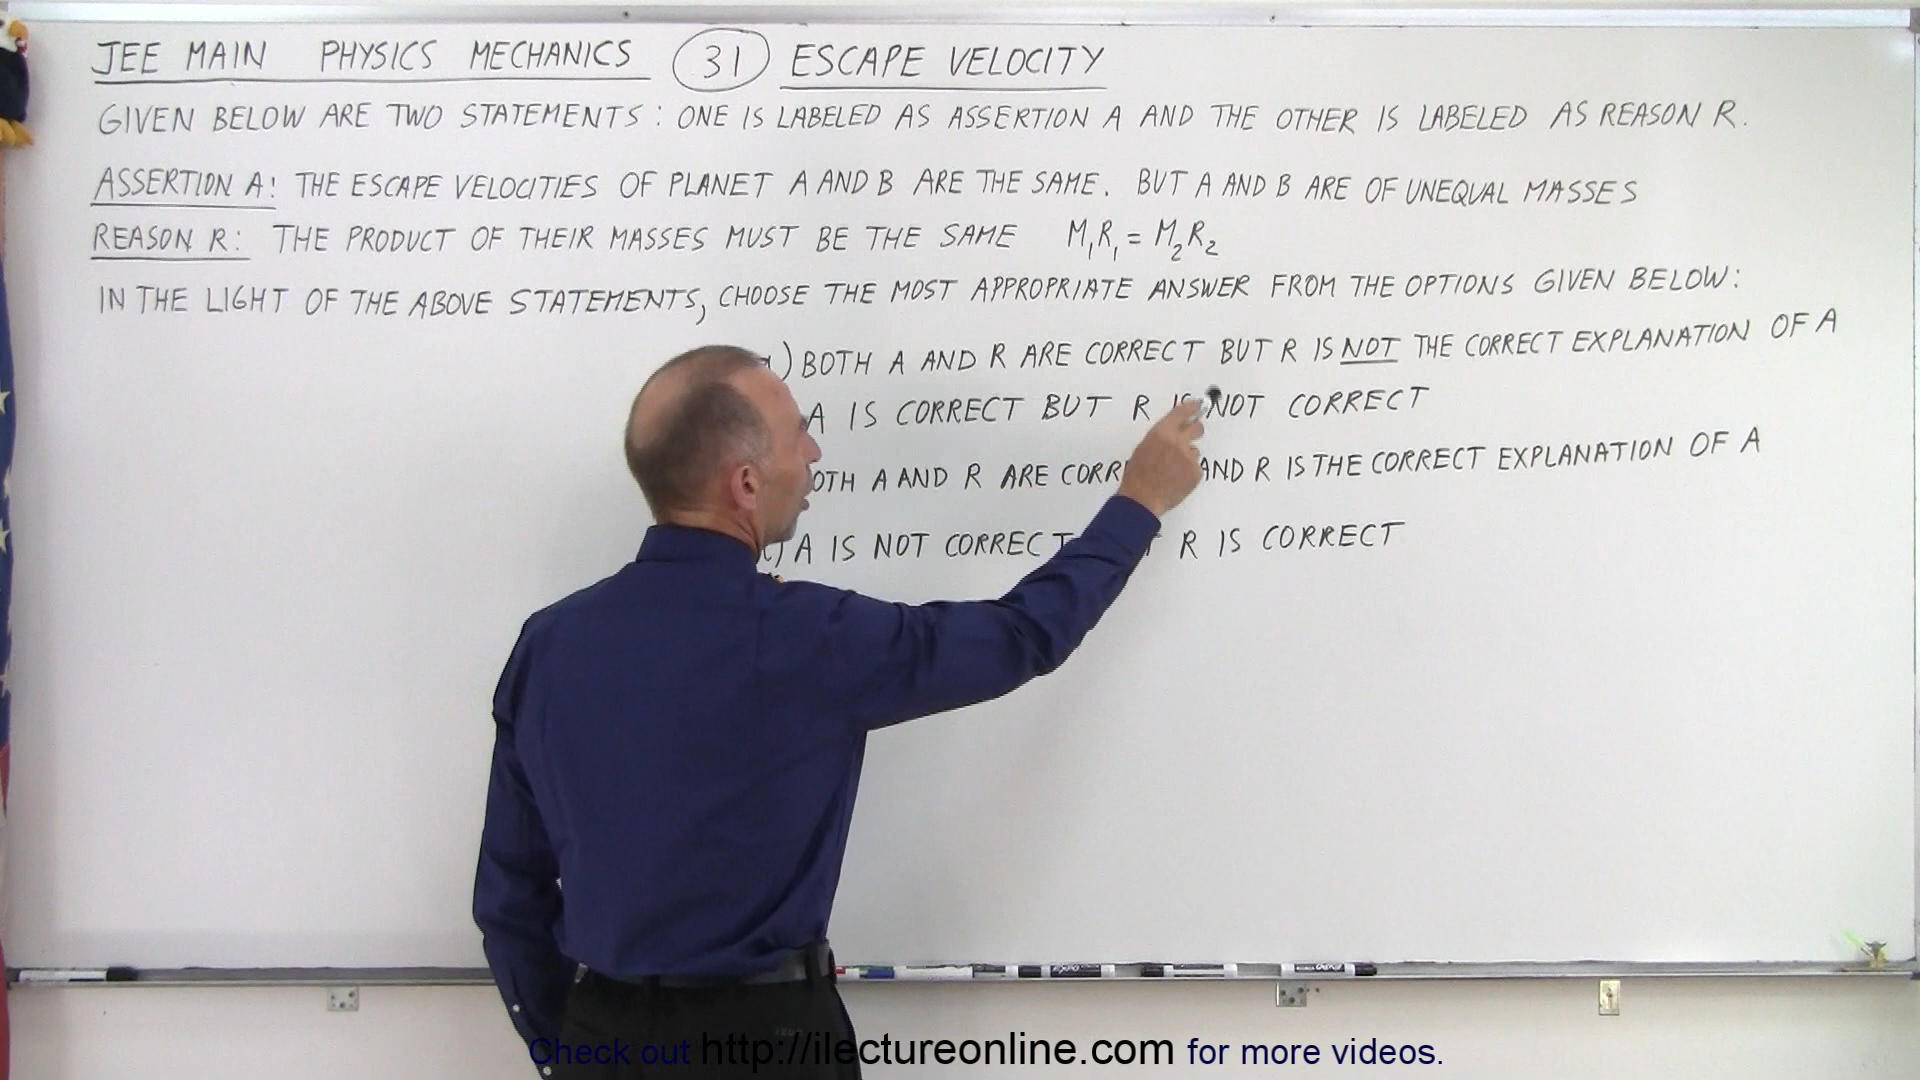 JEE MAIN PHYSICS MECHANICS 31 ESCAPE VELOCITY
GIVEN BELOW ARE TWO STATEMENTS: ONE IS LABELED AS ASSERTION A AND THE OTHER IS LABELED AS REASON R.
ASSERTION A: THE ESCAPE VELOCITIES OF PLANET A AND B ARE THE SAME. BUT A AND B ARE OF UNEQUAL MASSES
REASON R: THE PRODUCT OF THEIR MASSES MUST BE THE SAME M₁R₁ = M₂R₂
IN THE LIGHT OF THE ABOVE STATEMENTS, CHOOSE THE MOST APPROPRIATE ANSWER FROM THE OPTIONS GIVEN BELOW:
) BOTH A AND R ARE CORRECT BUT R IS NOT THE CORRECT EXPLANATION OF A
A IS CORRECT BUT R IS NOT CORRECT
OTH A AND R ARE CORR AND R IS THE CORRECT EXPLANATION OF A
) A IS NOT CORRECT R IS CORRECT
Check out http://ilectureonline.com for more videos.